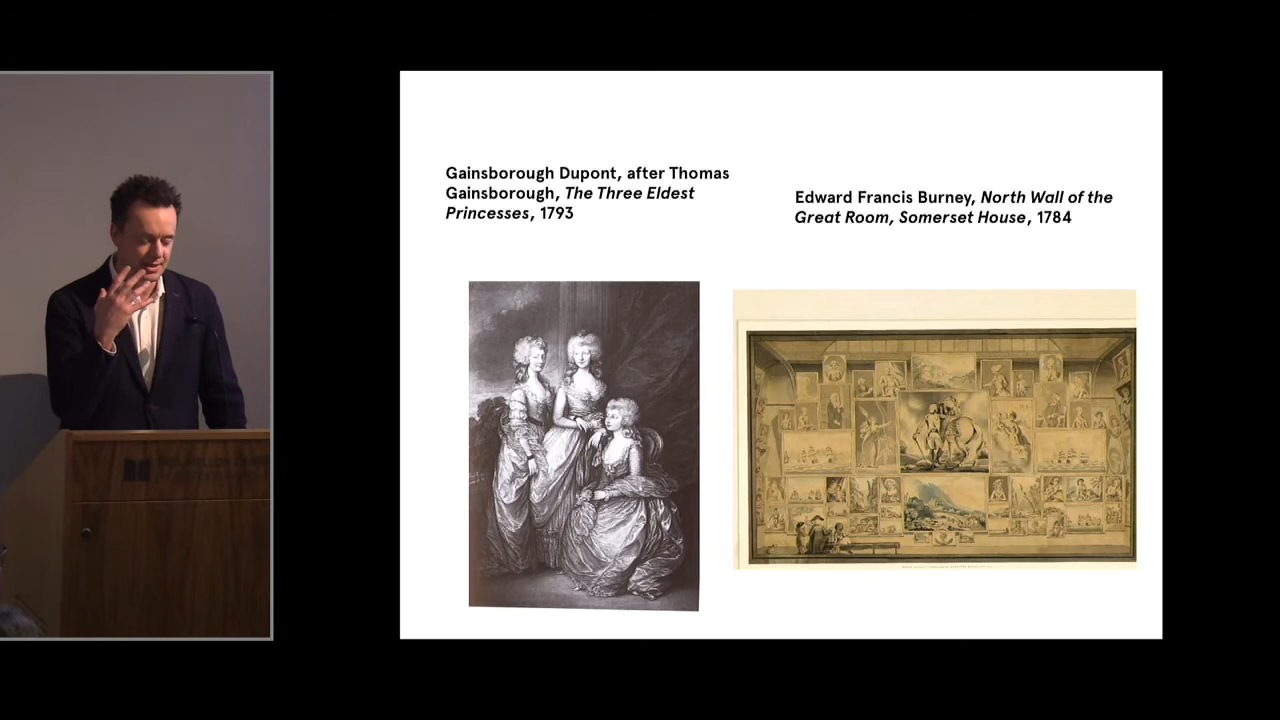 Gainsborough Dupont, after Thomas
Gainsborough, The Three Eldest
Princesses, 1793
Edward Francis Burney, North Wall of the
Great Room, Somerset House, 1784